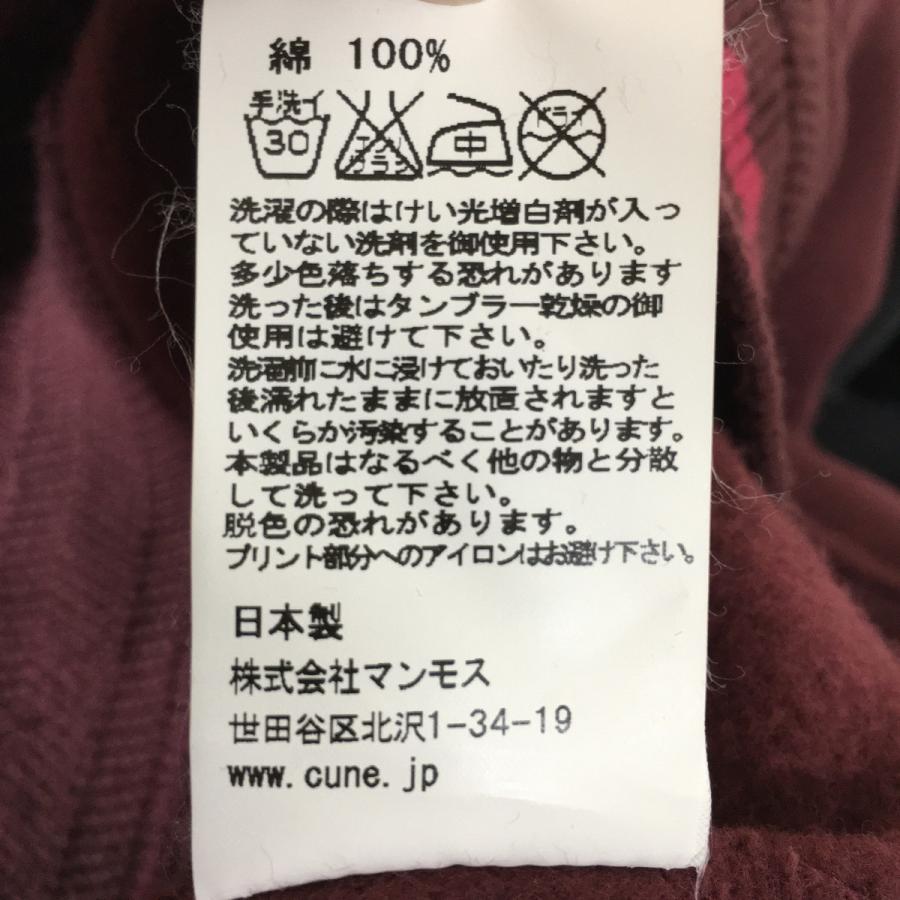 綿 100%
手洗イ
30
エンソ
サラシ
中
ドライ
洗濯の際はけい光増白剤が入っ
ていない洗剤を御使用下さい。
多少色落ちする恐れがあります
洗った後はタンブラー乾燥の御
使用は避けて下さい。
洗濯前に水に浸けておいたり洗った
後濡れたままに放置されますと
いくらか汚染することがあります。
本製品はなるべく他の物と分散
して洗って下さい。
脱色の恐れがあります。
プリント部分へのアイロンはお避け下さい。
日本製
株式会社マンモス
世田谷区北沢1-34-19
www.cune.jp